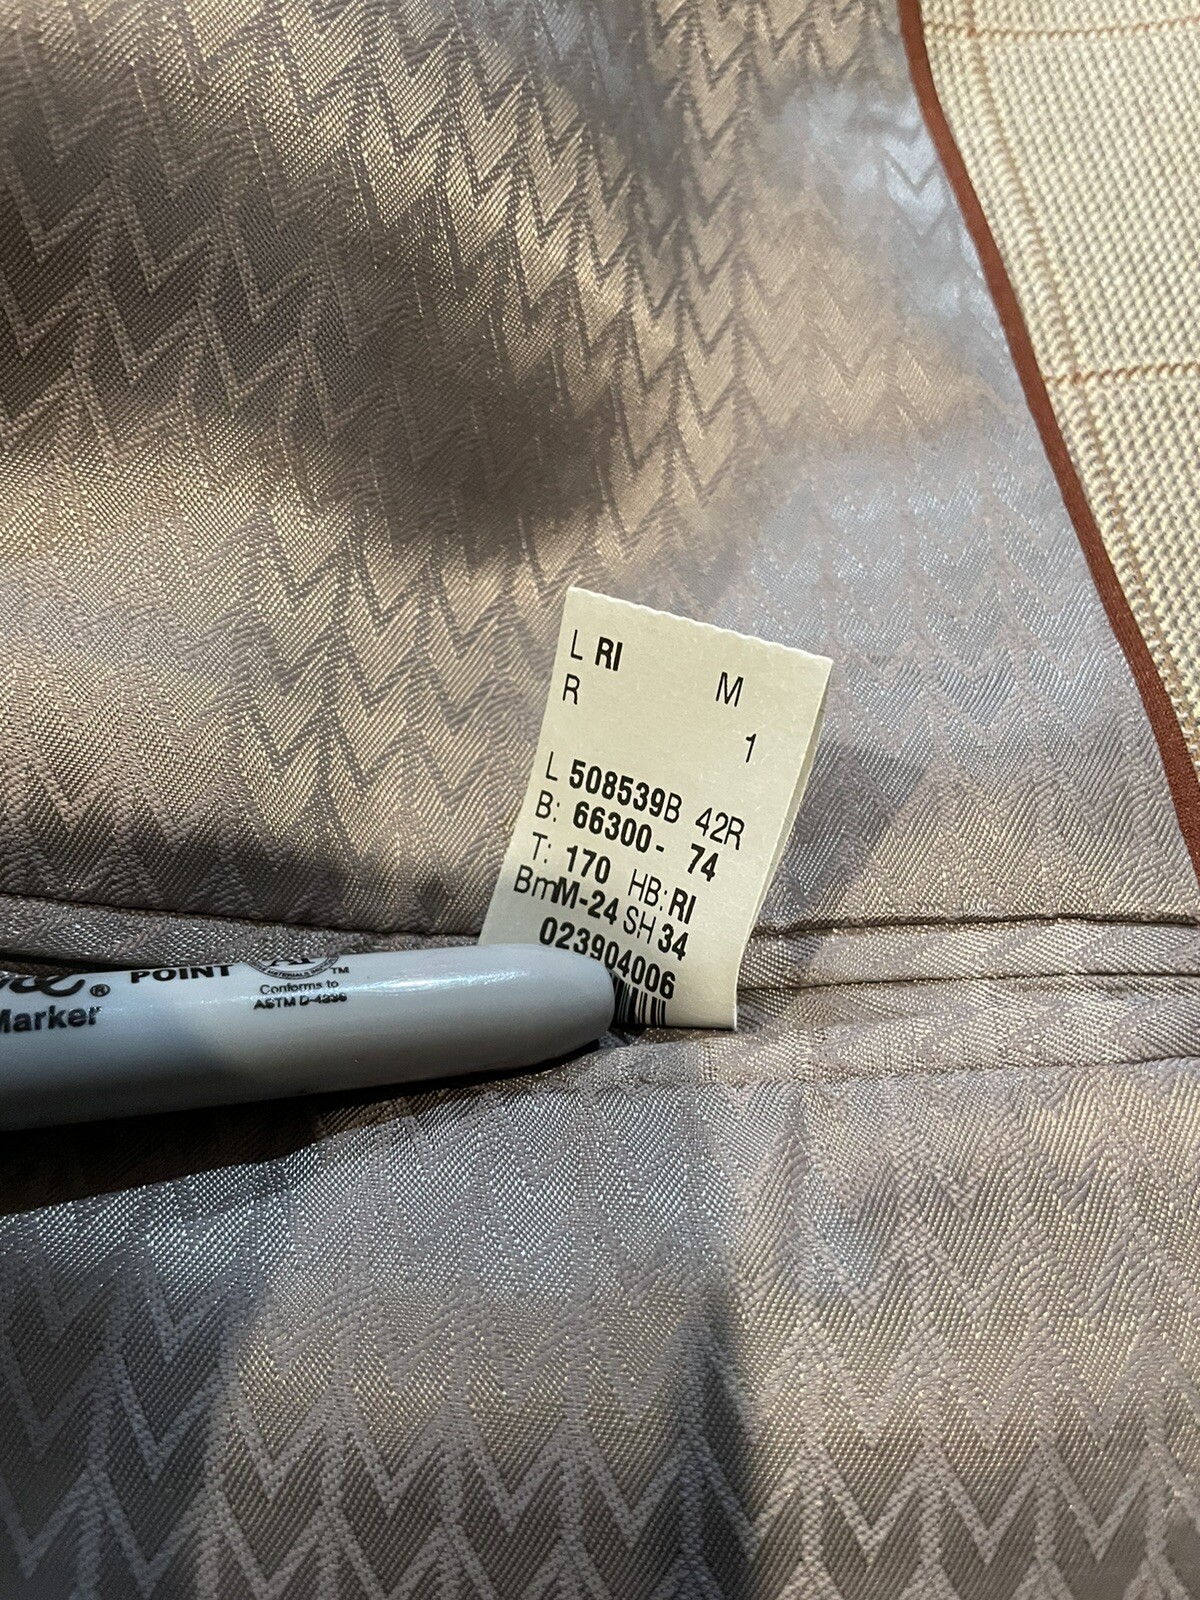 L RI M
R
1
L 508539B 42R
B: 66300- 74
T: 170 HB:RI
BmM-24 SH 34
023904006
® POINT
Marker
TM
Conforms to
ASTM D-4236